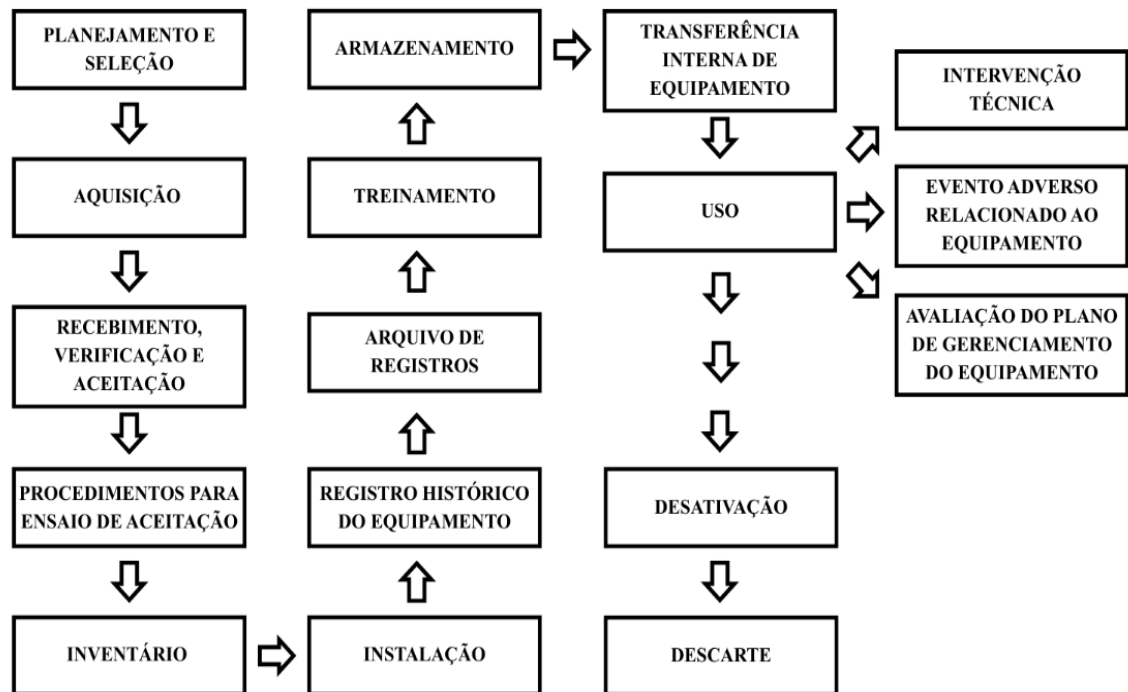 PLANEJAMENTO E
SELEÇÃO
AQUISIÇÃO
RECEBIMENTO,
VERIFICAÇÃO E
ACEITAÇÃO
PROCEDIMENTOS PARA
ENSAIO DE ACEITAÇÃO
INVENTÁRIO
INSTALAÇÃO
REGISTRO HISTÓRICO
DO EQUIPAMENTO
ARQUIVO DE
REGISTROS
TREINAMENTO
ARMAZENAMENTO
TRANSFERÊNCIA
INTERNA DE
EQUIPAMENTO
USO
INTERVENÇÃO
TÉCNICA
EVENTO ADVERSO
RELACIONADO AO
EQUIPAMENTO
AVALIAÇÃO DO PLANO
DE GERENCIAMENTO
DO EQUIPAMENTO
DESATIVAÇÃO
DESCARTE